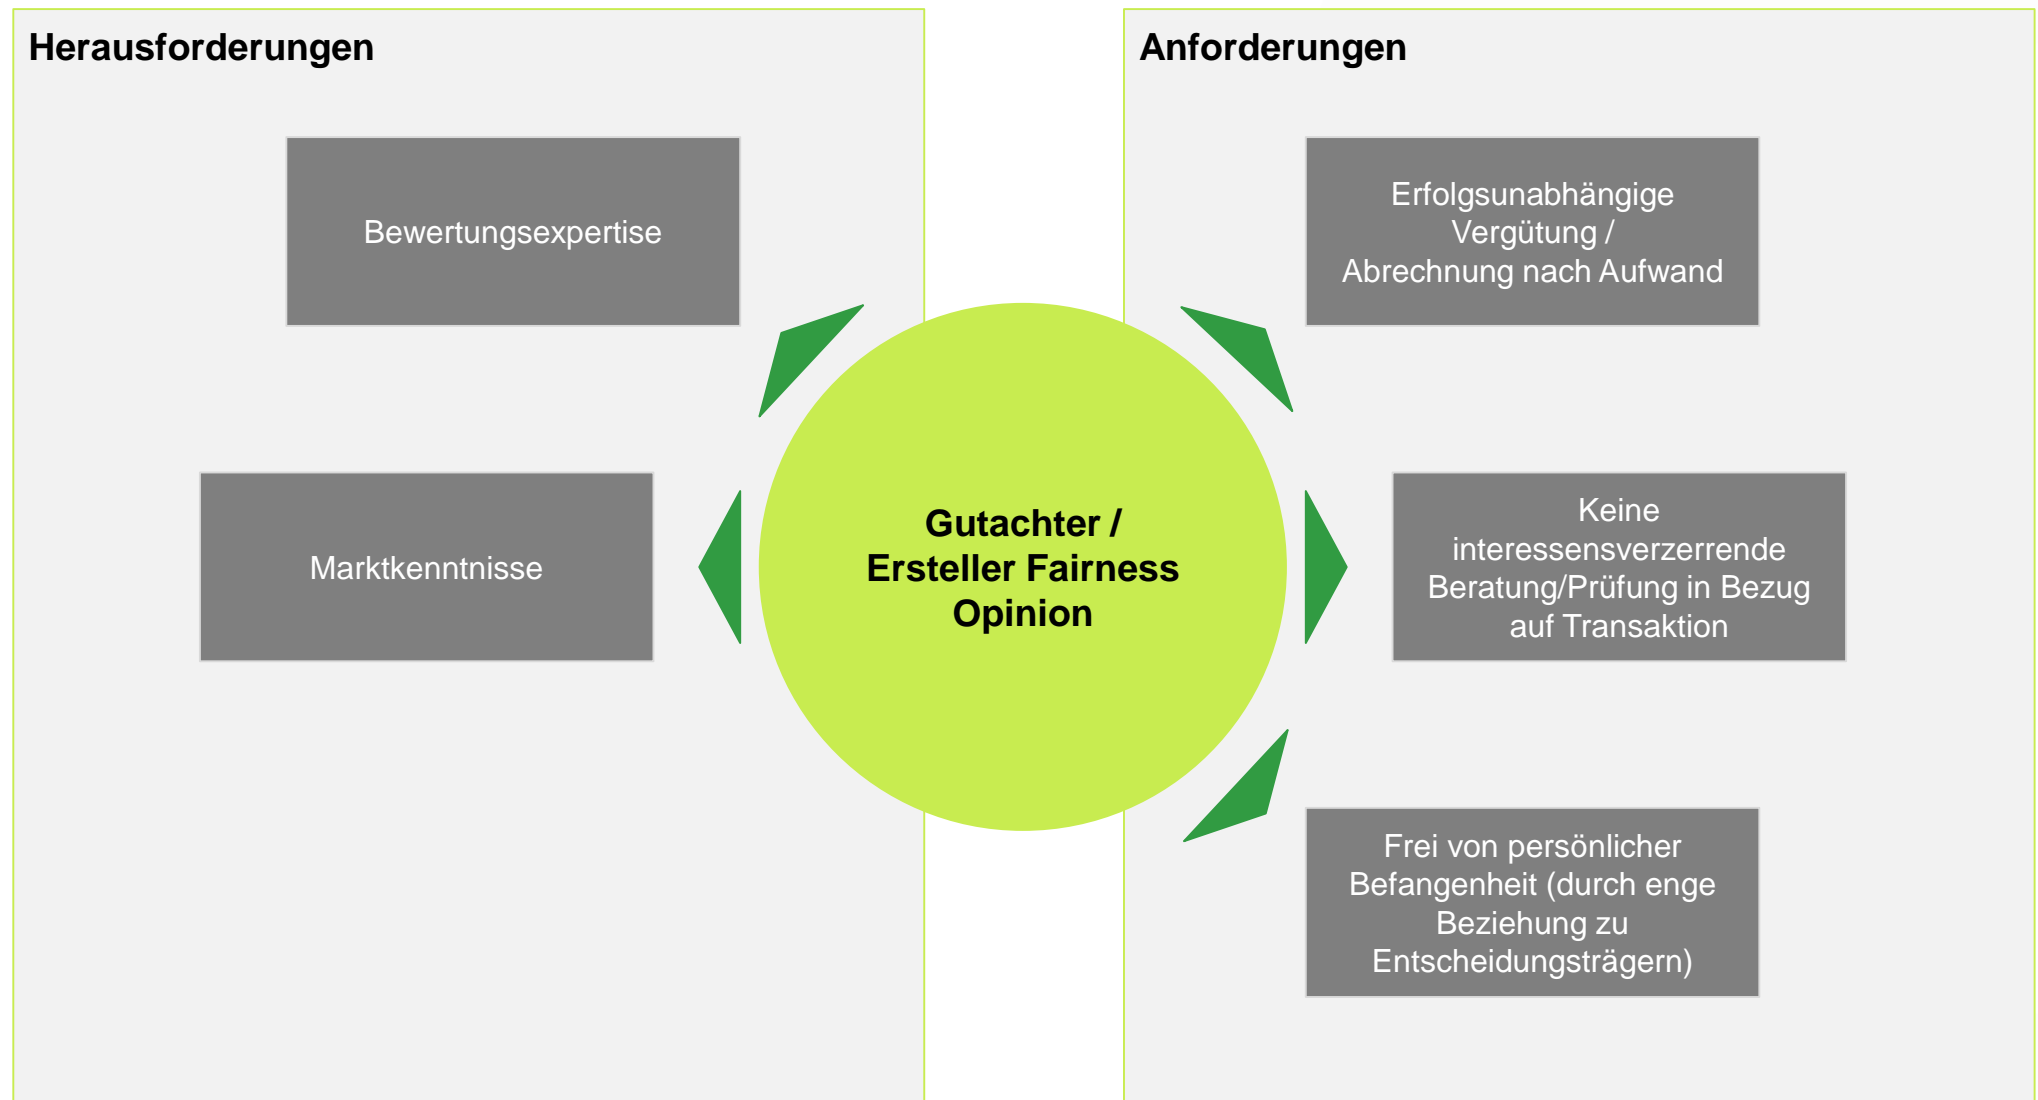 Herausforderungen
Bewertungsexpertise
Marktkenntnisse
Gutachter /
Ersteller Fairness
Opinion
Anforderungen
Erfolgsunabhängige
Vergütung /
Abrechnung nach Aufwand
Keine
interessensverzerrende
Beratung/Prüfung in Bezug
auf Transaktion
Frei von persönlicher
Befangenheit (durch enge
Beziehung zu
Entscheidungsträgern)